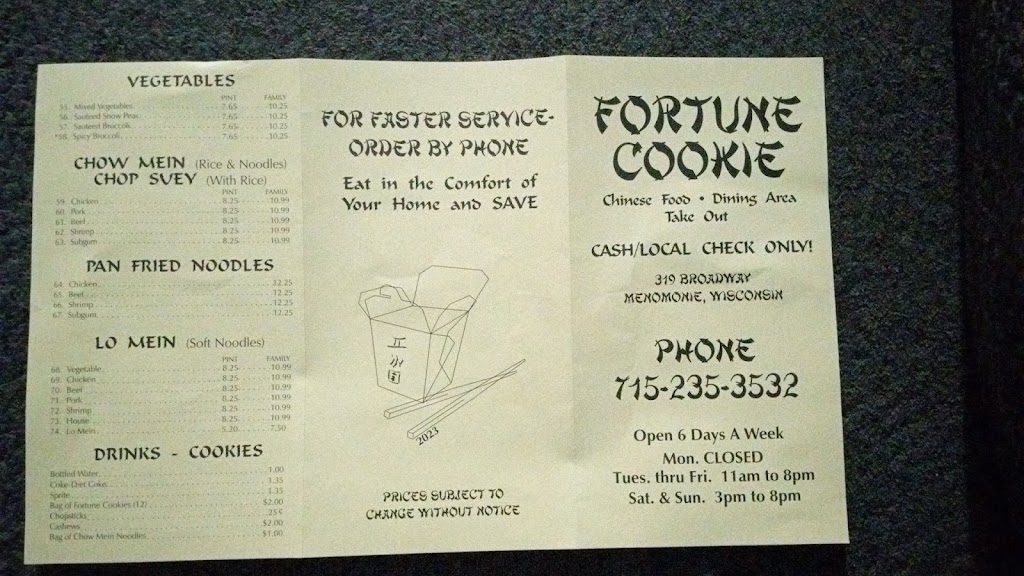 VEGETABLES
PINT FAMILY
55. Mixed Vegetables 7.65 10.25
56. Sauteed Snow Peas 7.65 10.25
57. Sauteed Broccoli 7.65 10.25
*58. Spicy Broccoli 7.65 10.25
CHOW MEIN (Rice & Noodles)
CHOP SUEY (With Rice)
PINT FAMILY
59. Chicken 8.25 10.99
60. Pork 8.25 10.99
61. Beef 8.25 10.99
62. Shrimp 8.25 10.99
63. Subgum 8.25 10.99
PAN FRIED NOODLES
64. Chicken 12.25
65. Beef 12.25
66. Shrimp 12.25
67. Subgum 12.25
LO MEIN (Soft Noodles)
PINT FAMILY
68. Vegetable 8.25 10.99
69. Chicken 8.25 10.99
70. Beef 8.25 10.99
71. Pork 8.25 10.99
72. Shrimp 8.25 10.99
73. House 8.25 10.99
74. Lo Mein 5.20 7.50
DRINKS - COOKIES
Bottled Water 1.00
Coke-Diet Coke 1.35
Sprite 1.35
Bag of Fortune Cookies (12) $2.00
Chopsticks .25¢
Cashews $2.00
Bag of Chow Mein Noodles $1.00
FOR FASTER SERVICE-
ORDER BY PHONE
Eat in the Comfort of
Your Home and SAVE
2023
PRICES SUBJECT TO
CHANGE WITHOUT NOTICE
FORTUNE
COOKIE
Chinese Food • Dining Area
Take Out
CASH/LOCAL CHECK ONLY!
319 BROADWAY
MENOMONIE, WISCONSIN
PHONE
715-235-3532
Open 6 Days A Week
Mon. CLOSED
Tues. thru Fri. 11am to 8pm
Sat. & Sun. 3pm to 8pm